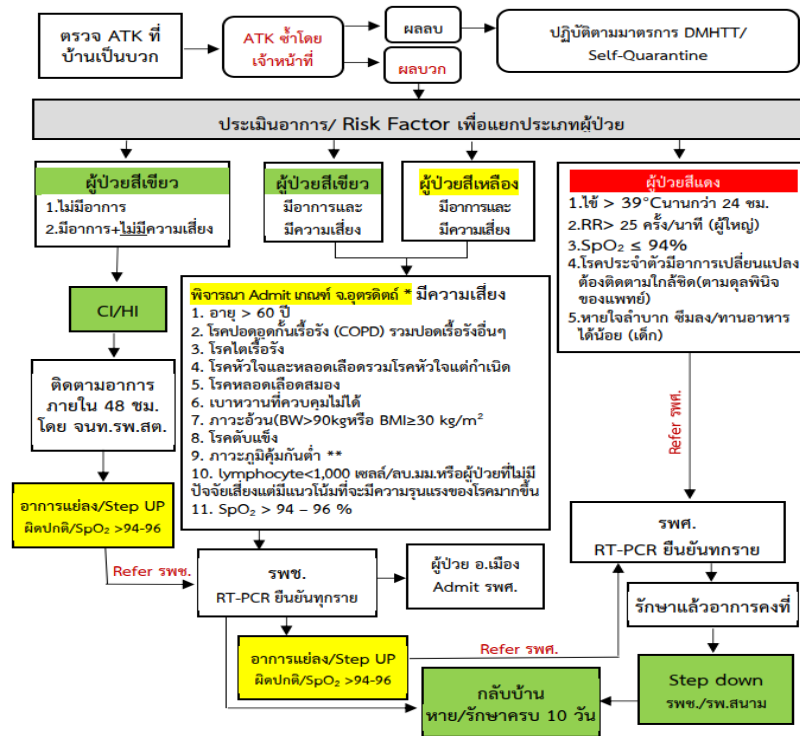 ตรวจ ATK ที่
บ้านเป็นบวก
ATK ซ้ำโดย
เจ้าหน้าที่
ผลลบ
ผลบวก
ปฏิบัติตามมาตรการ DMHTT/
Self-Quarantine
ประเมินอาการ/ Risk Factor เพื่อแยกประเภทผู้ป่วย
ผู้ป่วยสีเขียว
1.ไม่มีอาการ
2.มีอาการ+ไม่มีความเสี่ยง
ผู้ป่วยสีเขียว
มีอาการและ
มีความเสี่ยง
ผู้ป่วยสีเหลือง
มีอาการและ
มีความเสี่ยง
ผู้ป่วยสีแดง
1.ไข้ > 39°Cนานกว่า 24 ชม.
2.RR> 25 ครั้ง/นาที (ผู้ใหญ่)
3.SpO₂ ≤ 94%
4.โรคประจำตัวมีอาการเปลี่ยนแปลง
ต้องติดตามใกล้ชิด(ตามดุลพินิจ
ของแพทย์)
5.หายใจลำบาก ซึมลง/ทานอาหาร
ได้น้อย (เด็ก)
CI/HI
ติดตามอาการ
ภายใน 48 ชม.
โดย จนท.รพ.สต.
อาการแย่ลง/Step UP
ผิดปกติ/SpO₂ >94-96
พิจารณา Admit เกณฑ์ จ.อุตรดิตถ์ * มีความเสี่ยง
1. อายุ > 60 ปี
2. โรคปอดอุดกั้นเรื้อรัง (COPD) รวมปอดเรื้อรังอื่นๆ
3. โรคไตเรื้อรัง
4. โรคหัวใจและหลอดเลือดรวมโรคหัวใจแต่กำเนิด
5. โรคหลอดเลือดสมอง
6. เบาหวานที่ควบคุมไม่ได้
7. ภาวะอ้วน(BW>90kgหรือ BMI≥30 kg/m²
8. โรคตับแข็ง
9. ภาวะภูมิคุ้มกันต่ำ **
10. lymphocyte<1,000 เซลล์/ลบ.มม.หรือผู้ป่วยที่ไม่มี
ปัจจัยเสี่ยงแต่มีแนวโน้มที่จะมีความรุนแรงของโรคมากขึ้น
11. SpO₂ > 94 – 96 %
Refer รพศ.
Refer รพช.
รพช.
RT-PCR ยืนยันทุกราย
ผู้ป่วย อ.เมือง
Admit รพศ.
รพศ.
RT-PCR ยืนยันทกราย
รักษาแล้วอาการคงที่
อาการแย่ลง/Step UP
ผิดปกติ/SpO₂ >94-96
Refer รพศ.
กลับบ้าน
หาย/รักษาครบ 10 วัน
Step down
รพช./รพ.สนาม